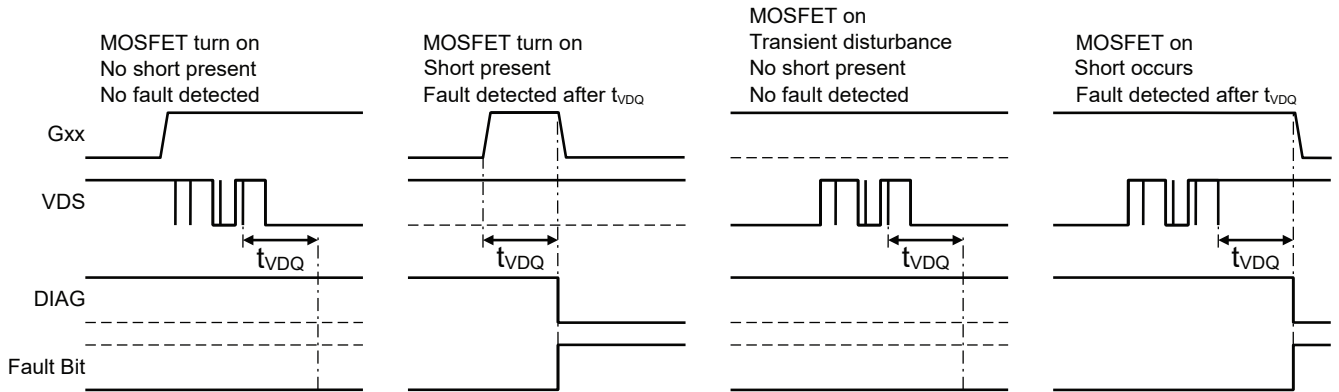 MOSFET turn on
No short present
No fault detected
MOSFET turn on
Short present
Fault detected after tVDQ
MOSFET on
Transient disturbance
No short present
No fault detected
MOSFET on
Short occurs
Fault detected after tVDQ
Gxx
VDS
tVDQ
tVDQ
tVDQ
tVDQ
DIAG
Fault Bit